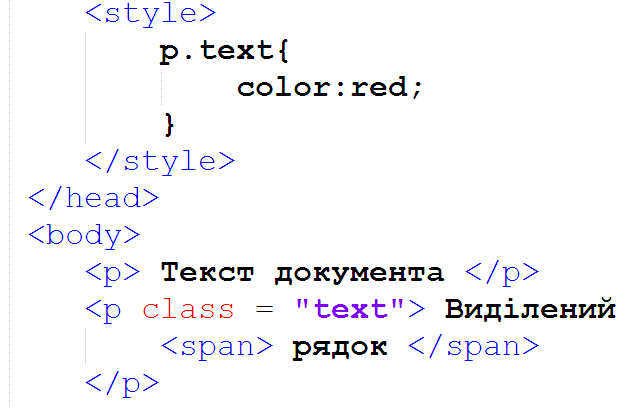 <style>
p.text{
color:red;
}
</style>
</head>
<body>
<p> Текст документа </p>
<p class = "text"> Виділений
<span> рядок </span>
</p>